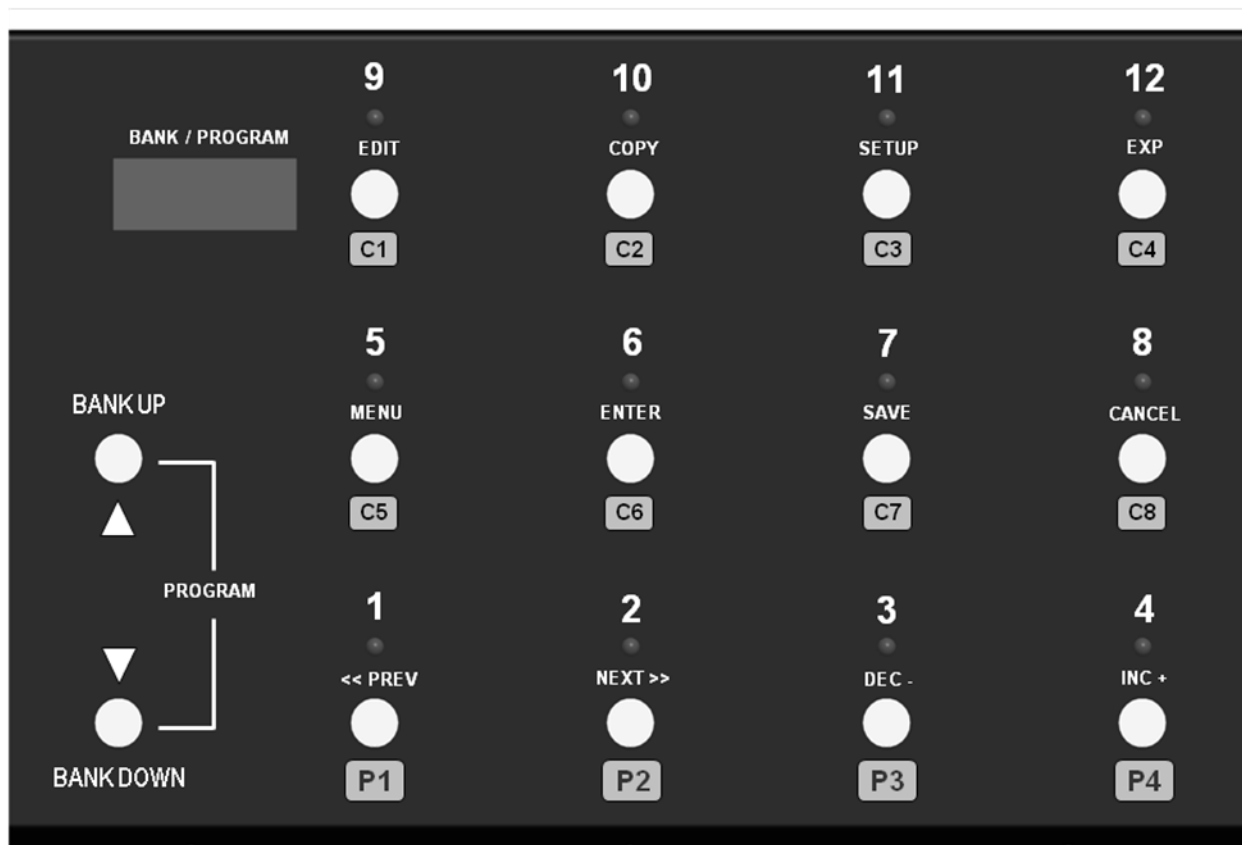 9 10 11 12
BANK / PROGRAM
EDIT COPY SETUP EXP
C1 C2 C3 C4
5 6 7 8
BANK UP
MENU ENTER SAVE CANCEL
C5 C6 C7 C8
PROGRAM
1 2 3 4
<< PREV NEXT >> DEC - INC +
BANK DOWN
P1 P2 P3 P4